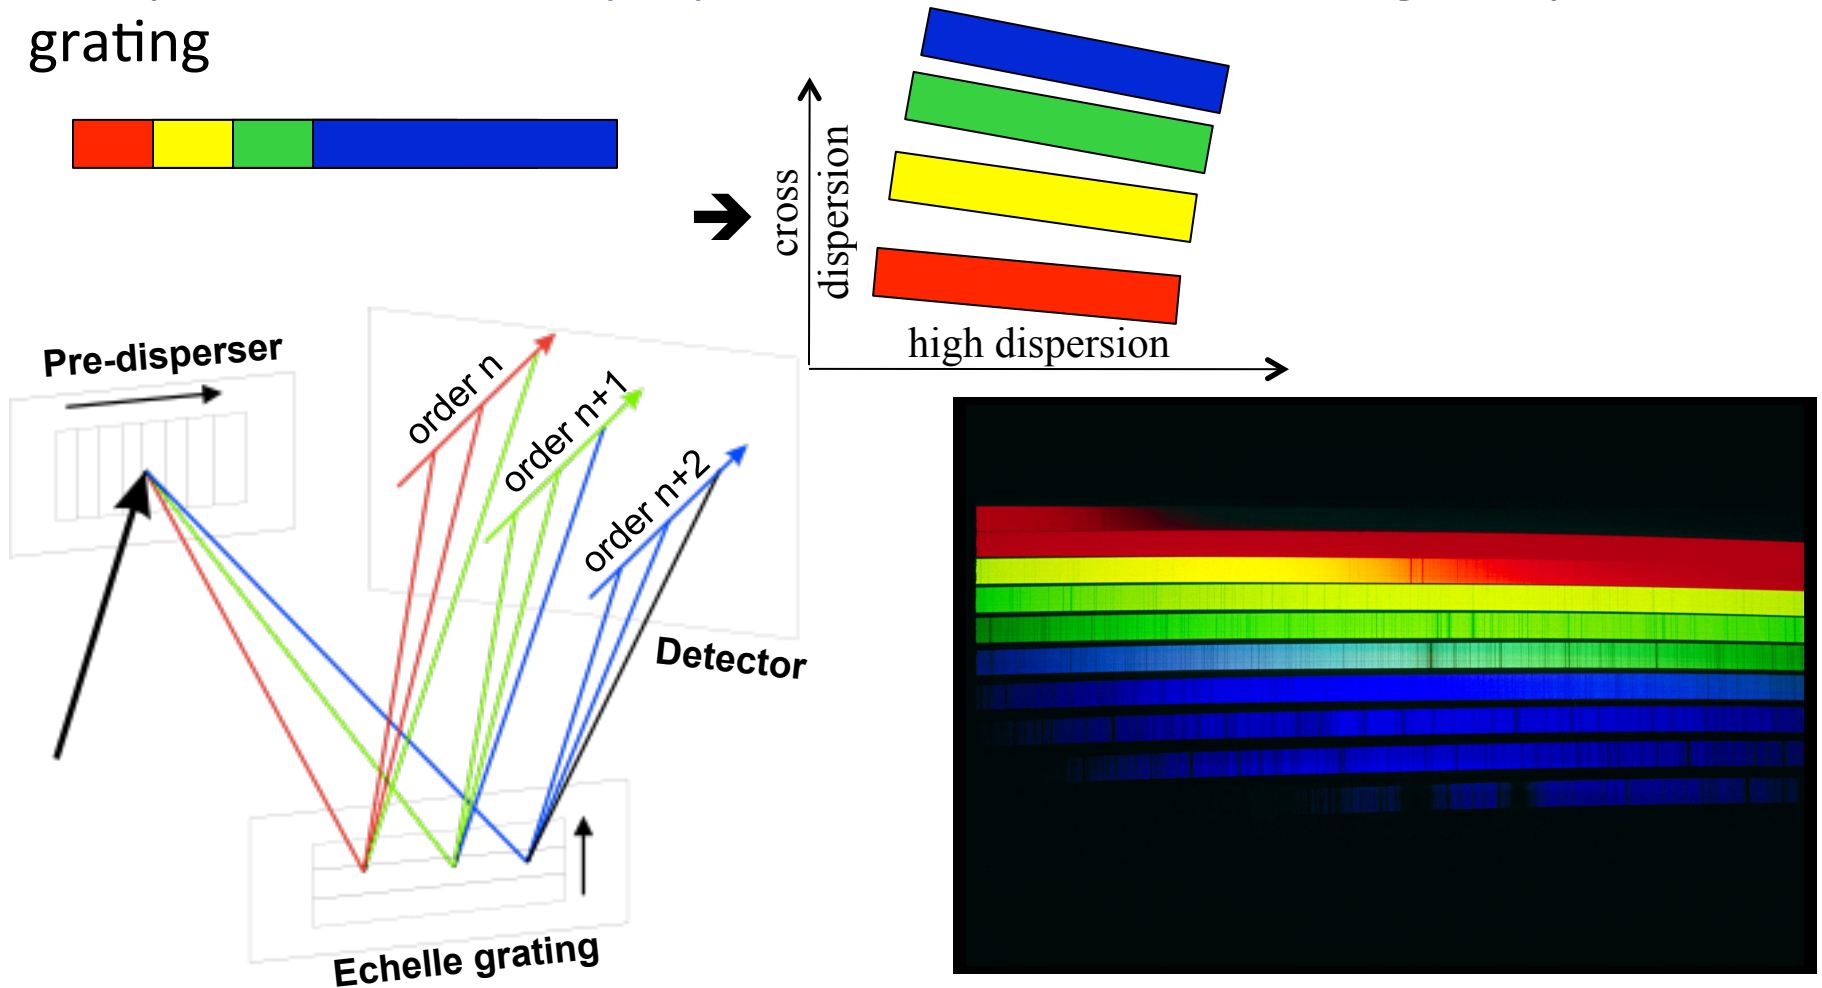 grating
cross
dispersion
high dispersion
Pre-disperser
order n
order n+1
order n+2
Detector
Echelle grating